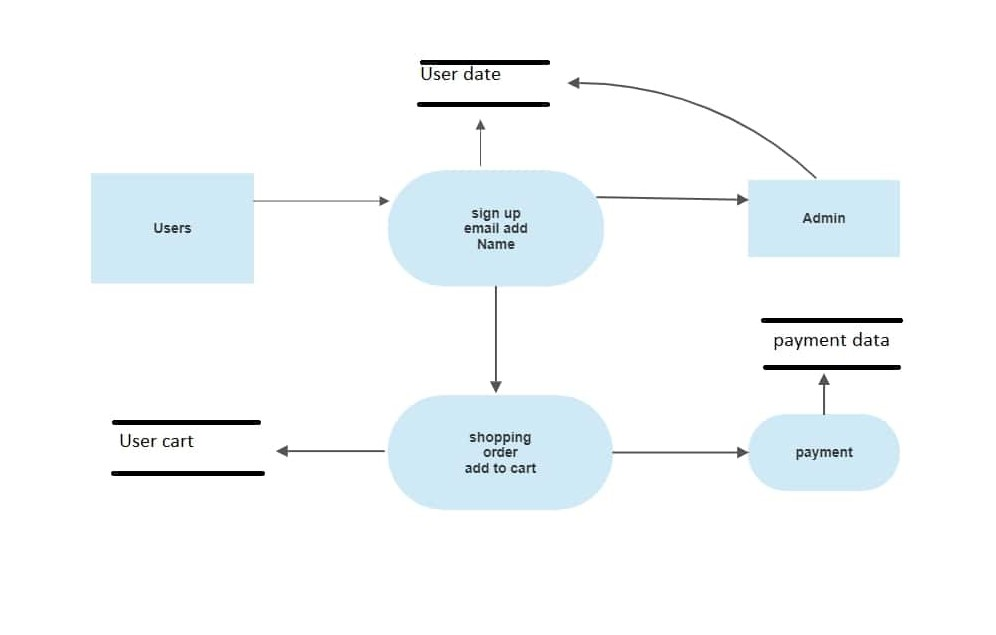 User date
Users
sign up
email add
Name
Admin
payment data
User cart
shopping
order
add to cart
payment